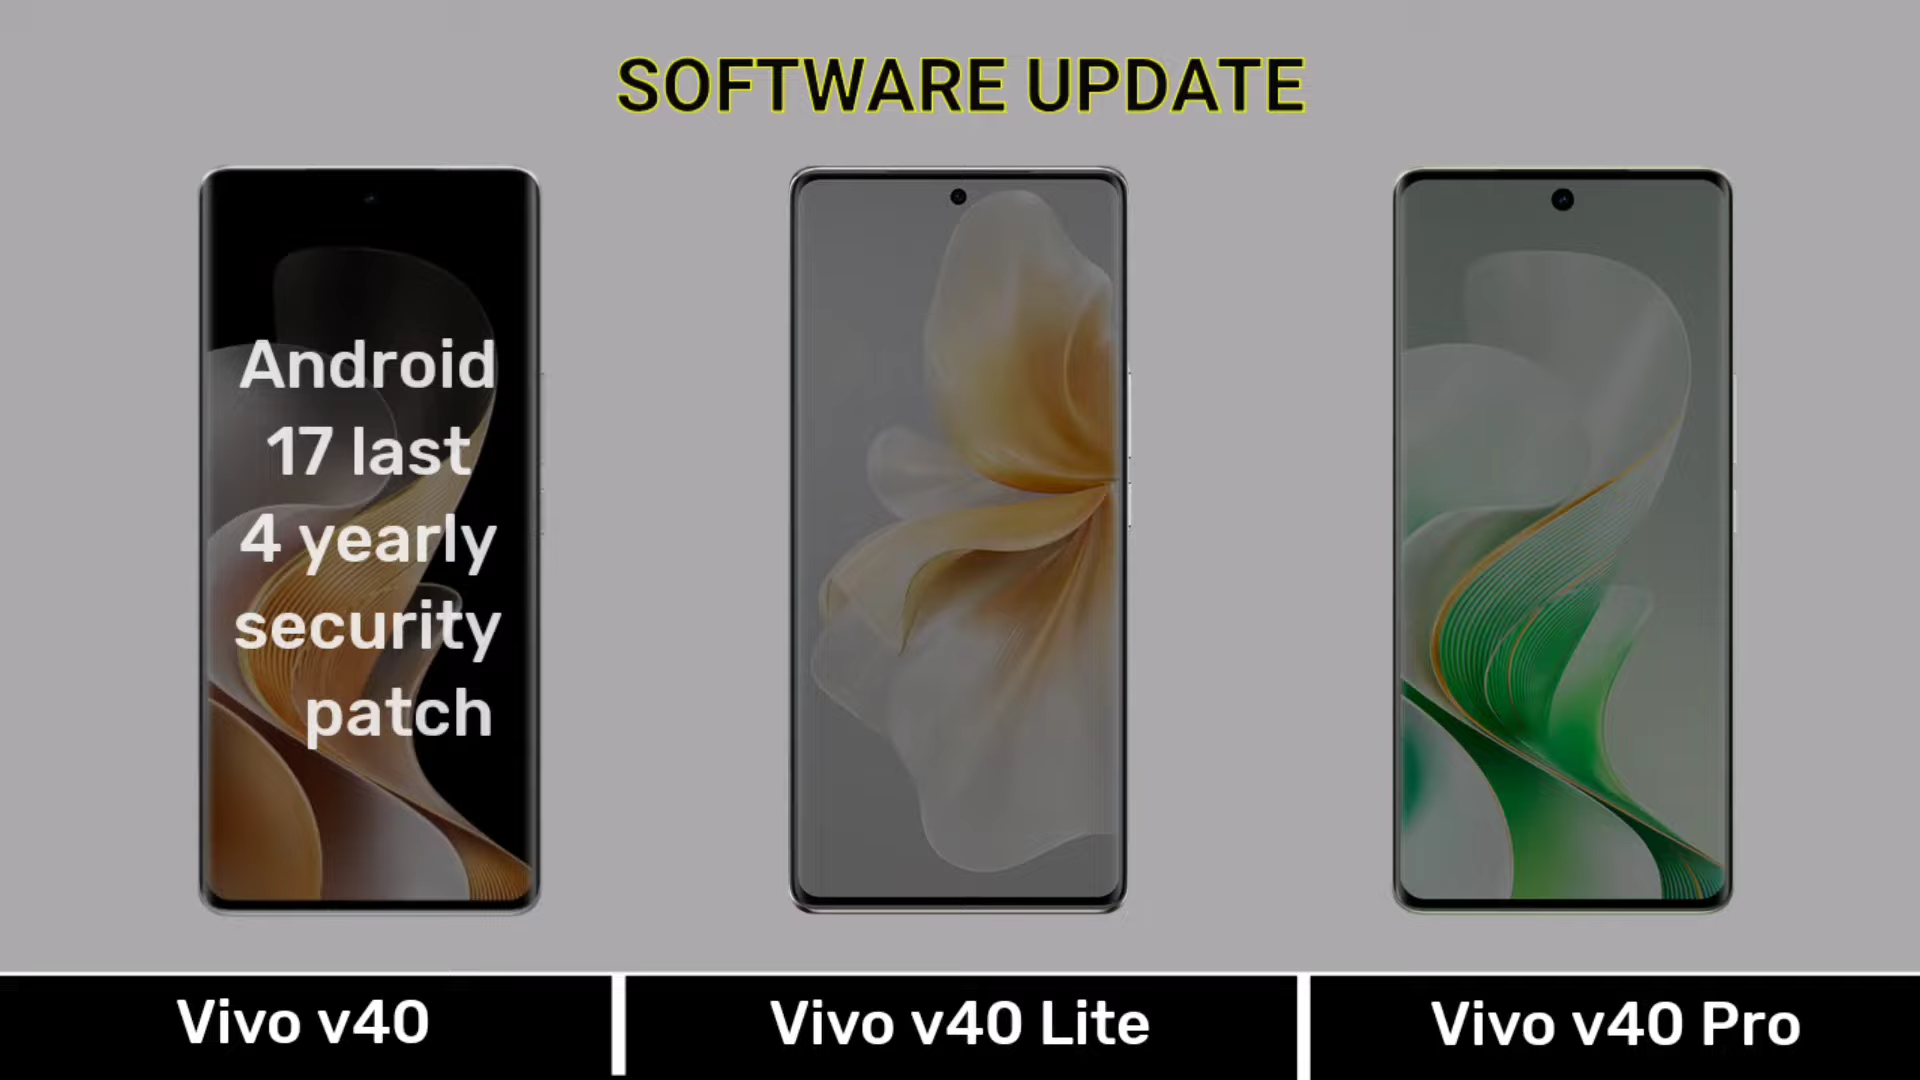 SOFTWARE UPDATE
Android
17 last
4 yearly
security
patch
Vivo v40
Vivo v40 Lite
Vivo v40 Pro